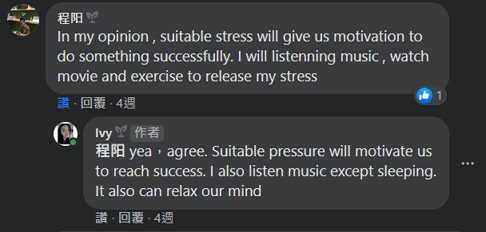 程阳
In my opinion , suitable stress will give us motivation to
do something successfully. I will listenning music , watch
movie and exercise to release my stress
讚 · 回覆 · 4週
1
Ivy 作者
程阳 yea，agree. Suitable pressure will motivate us
to reach success. I also listen music except sleeping.
It also can relax our mind
讚 · 回覆 · 4週